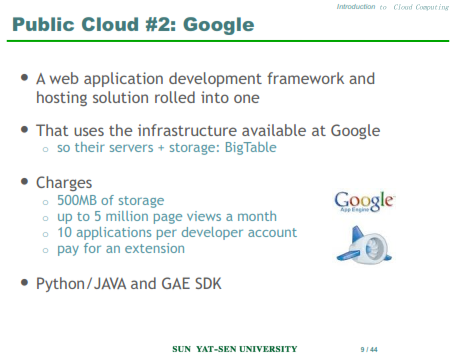 Introduction to Cloud Computing
Public Cloud #2: Google
• A web application development framework and
hosting solution rolled into one
• That uses the infrastructure available at Google
○ so their servers + storage: BigTable
• Charges
○ 500MB of storage
○ up to 5 million page views a month
○ 10 applications per developer account
○ pay for an extension
Google™
App Engine
• Python/JAVA and GAE SDK
SUN YAT-SEN UNIVERSITY
9 / 44